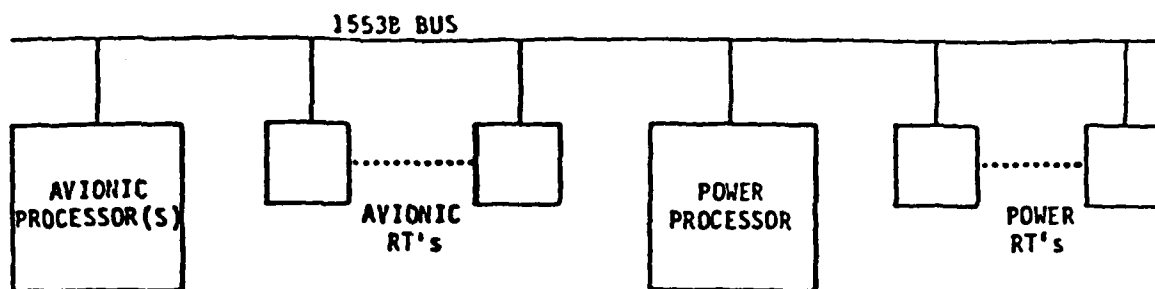 1553B BUS
AVIONIC
PROCESSOR(S)
AVIONIC
RT's
POWER
PROCESSOR
POWER
RT's